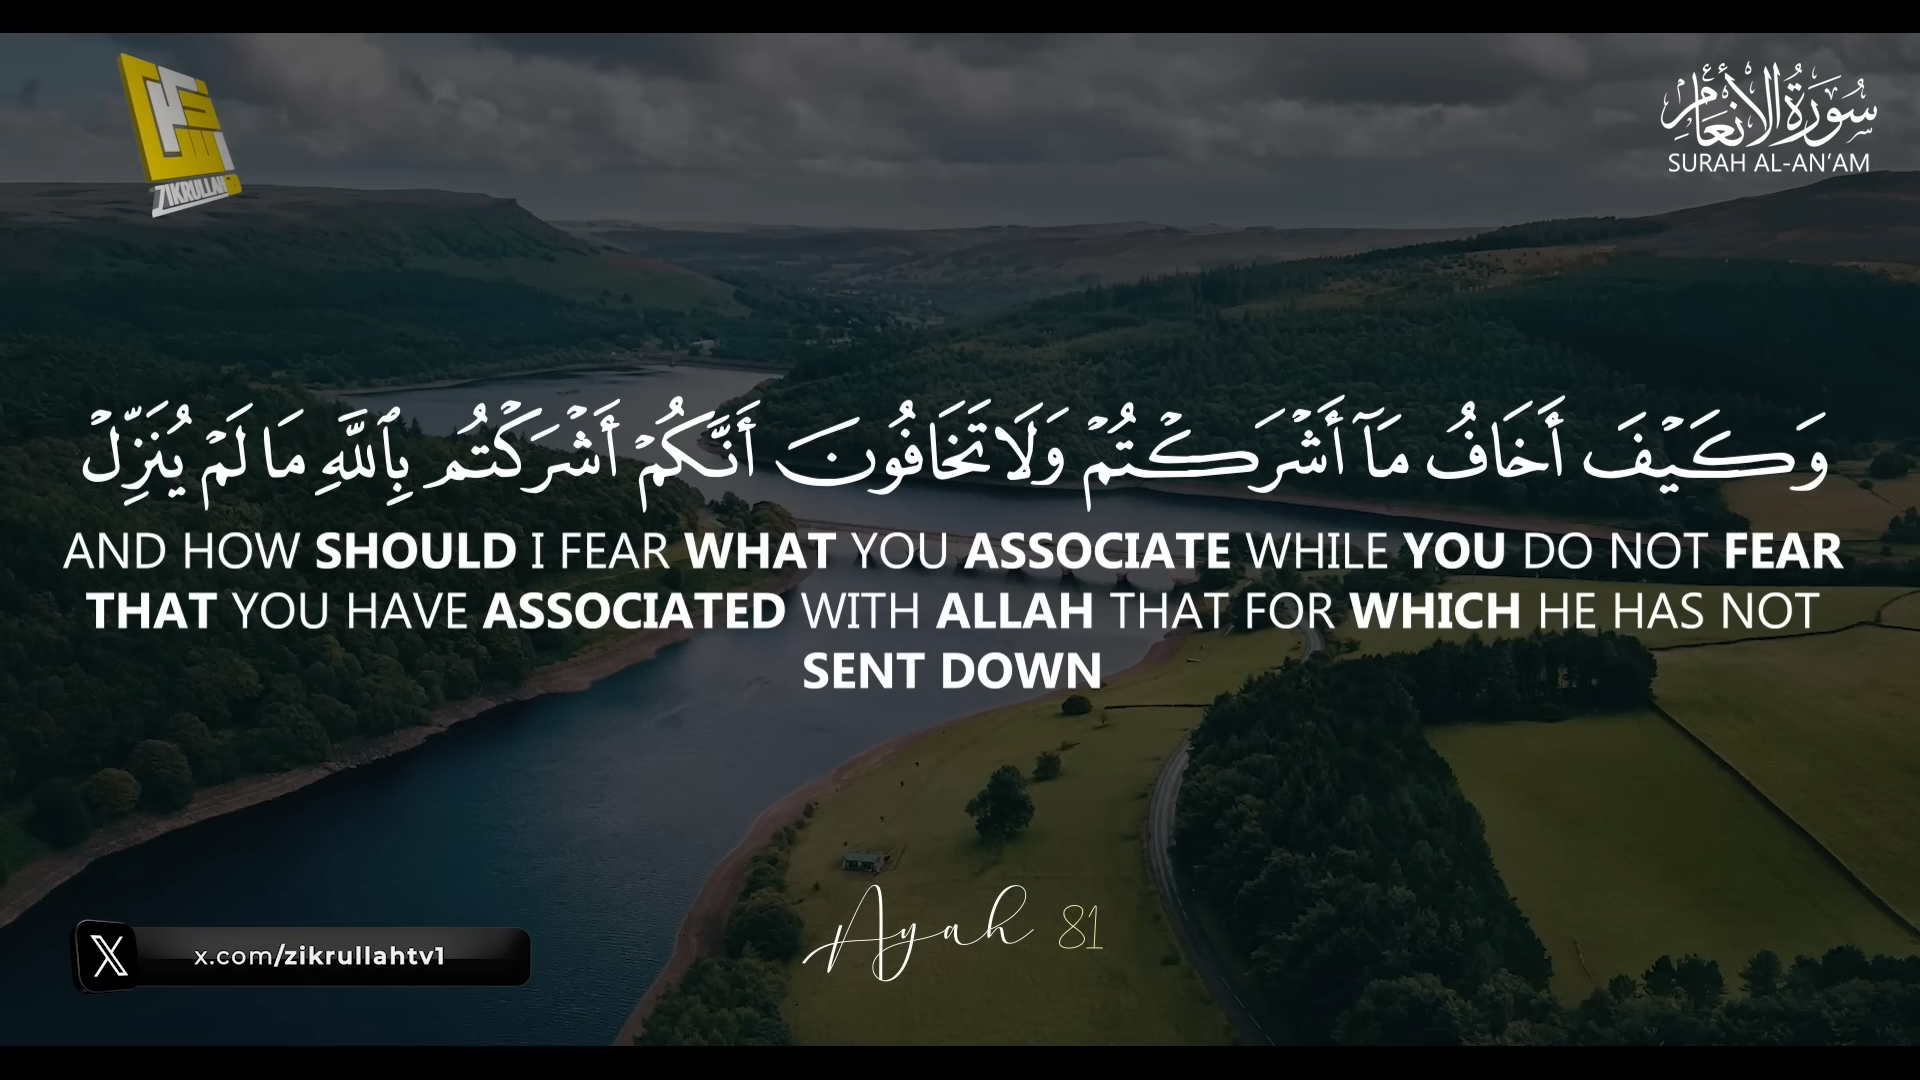 ZIKRULLAH
سُورَةُ الأَنْعَامِ
SURAH AL-AN'AM
وَكَيْفَ أَخَافُ مَآ أَشْرَكْتُمْ وَلَا تَخَافُونَ أَنَّكُمْ أَشْرَكْتُم بِٱللَّهِ مَا لَمْ يُنَزِّلْ
AND HOW SHOULD I FEAR WHAT YOU ASSOCIATE WHILE YOU DO NOT FEAR
THAT YOU HAVE ASSOCIATED WITH ALLAH THAT FOR WHICH HE HAS NOT
SENT DOWN
Ayah 81
x.com/zikrullahtv1